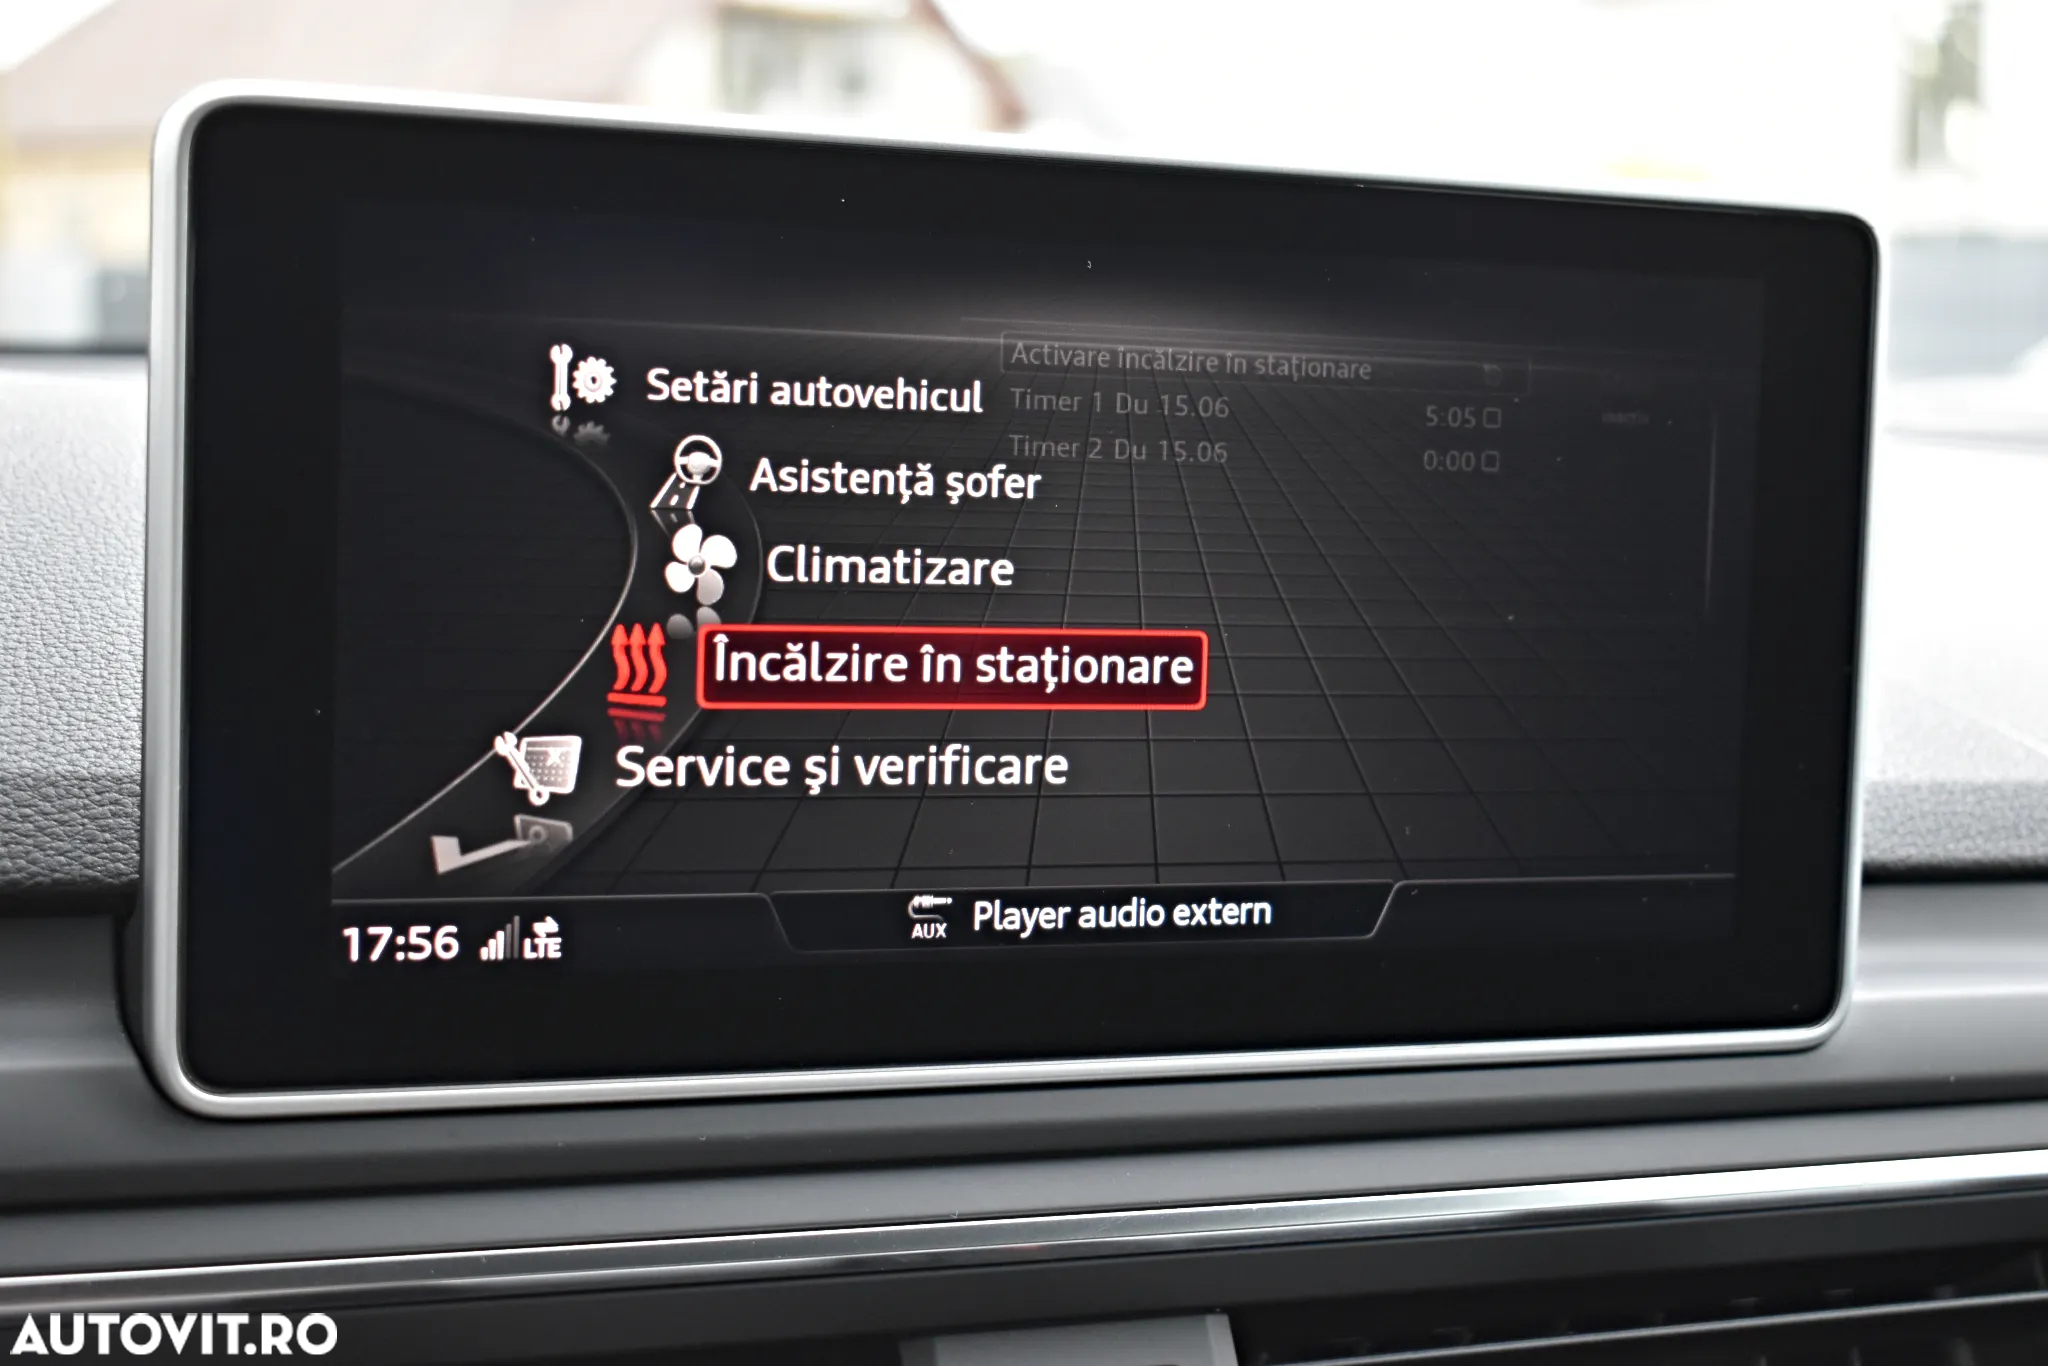 Activare încălzire în staționare
Setări autovehicul
Timer 1 Du 15.06 5:05
Asistență șofer
Timer 2 Du 15.06 0:00
Climatizare
Încălzire în staționare
Service și verificare
AUX Player audio extern
17:56 LTE
AUTOVIT.RO